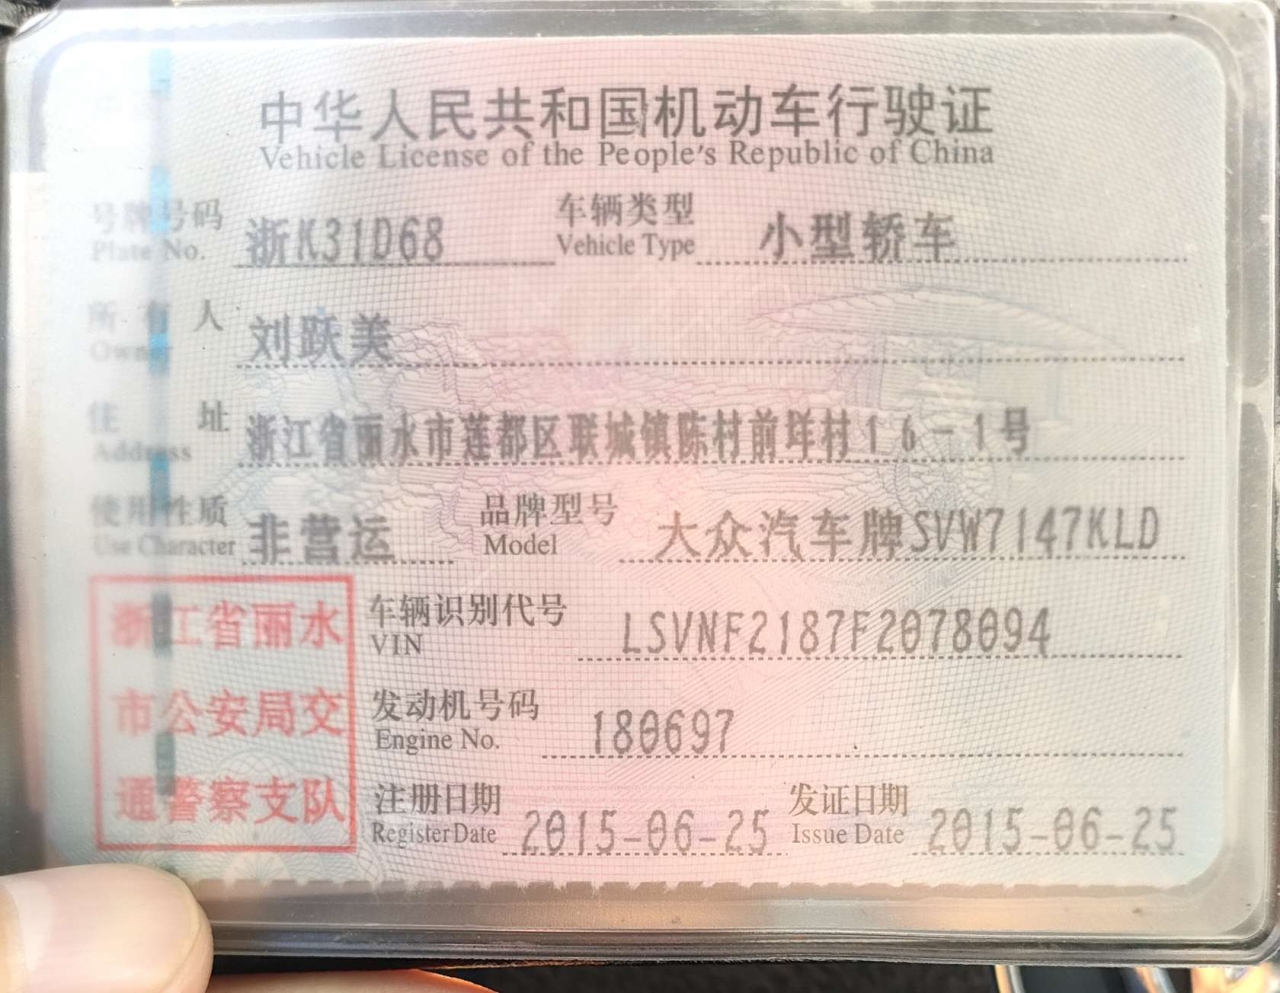 中华人民共和国机动车行驶证
Vehicle License of the People's Republic of China
号牌号码 浙K31D68 车辆类型 小型轿车
Plate No. Vehicle Type
所有人 刘跃美
Owner
住址 浙江省丽水市莲都区联城镇陈村前垟村16-1号
Address
使用性质 非营运 品牌型号 大众汽车牌SVW7147KLD
Use Character Model
浙江省丽水
市公安局交
通警察支队
车辆识别代号 LSVNF2187F2078094
VIN
发动机号码 180697
Engine No.
注册日期 2015-06-25 发证日期 2015-06-25
Register Date Issue Date